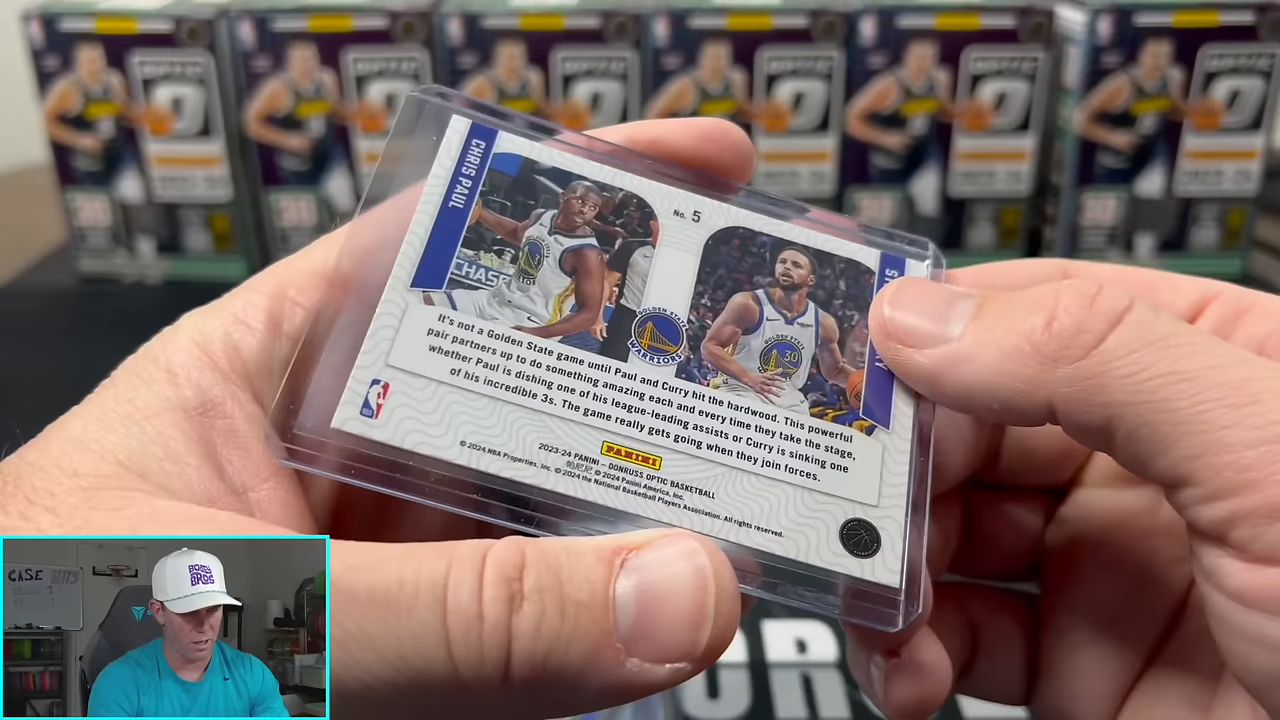 CHRIS PAUL
No. 5
CHASE
30
GOLDEN STATE
WARRIORS
It's not a Golden State game until Paul and Curry hit the hardwood. This powerful
pair partners up to do something amazing each and every time they take the stage,
whether Paul is dishing one of his league-leading assists or Curry is sinking one
of his incredible 3s. The game really gets going when they join forces.
PANINI
2023-24 PANINI – DONRUSS OPTIC BASKETBALL
© 2024 NBA Properties, Inc. © 2024 Panini America, Inc.
© 2024 the National Basketball Players Association. All rights reserved.
CASE HITS
BOMB
BROS